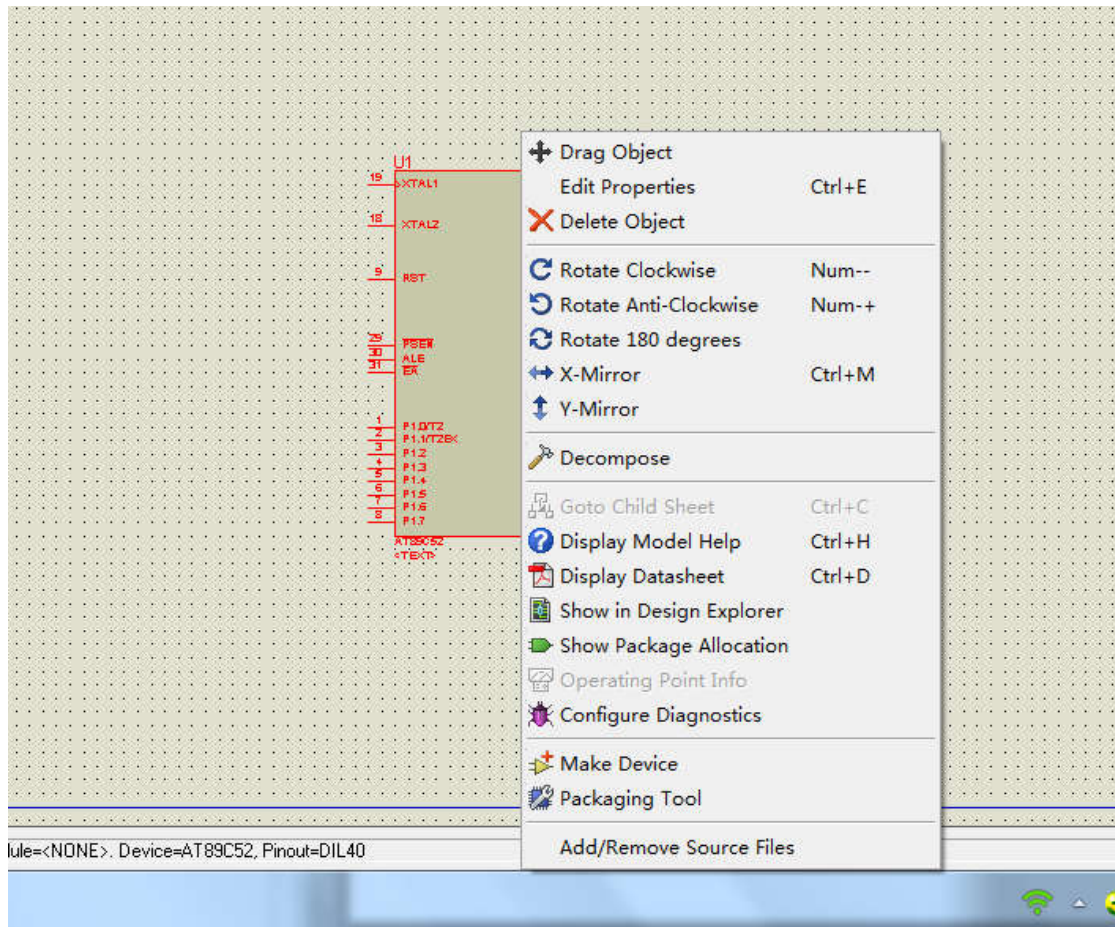 U1
19 XTAL1
18 XTAL2
9 RST
29 PSEN
30 ALE
31 EA
1 P1.0/T2
2 P1.1/T2EX
3 P1.2
4 P1.3
5 P1.4
6 P1.5
7 P1.6
8 P1.7
AT89C52
<TEXT>
Drag Object
Edit Properties Ctrl+E
Delete Object
Rotate Clockwise Num--
Rotate Anti-Clockwise Num-+
Rotate 180 degrees
X-Mirror Ctrl+M
Y-Mirror
Decompose
Goto Child Sheet Ctrl+C
Display Model Help Ctrl+H
Display Datasheet Ctrl+D
Show in Design Explorer
Show Package Allocation
Operating Point Info
Configure Diagnostics
Make Device
Packaging Tool
Add/Remove Source Files
lule=<NONE>. Device=AT89C52, Pinout=DIL40